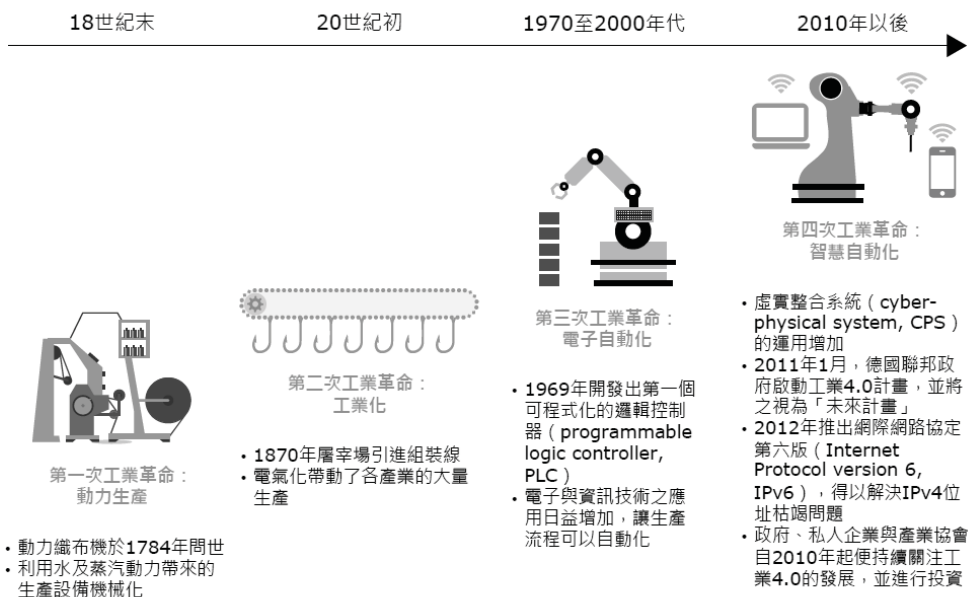 18世紀末
20世紀初
1970至2000年代
2010年以後
第一次工業革命：
動力生產
・動力織布機於1784年問世
・利用水及蒸汽動力帶來的
生產設備機械化
第二次工業革命：
工業化
・1870年屠宰場引進組裝線
・電氣化帶動了各產業的大量
生產
第三次工業革命：
電子自動化
・1969年開發出第一個
可程式化的邏輯控制
器（programmable
logic controller,
PLC）
・電子與資訊技術之應
用日益增加，讓生產
流程可以自動化
第四次工業革命：
智慧自動化
・虛實整合系統（cyber-
physical system, CPS）
的運用增加
・2011年1月，德國聯邦政
府啟動工業4.0計畫，並將
之視為「未來計畫」
・2012年推出網際網路協定
第六版（Internet
Protocol version 6,
IPv6），得以解決IPv4位
址枯竭問題
・政府、私人企業與產業協會
自2010年起便持續關注工
業4.0的發展，並進行投資